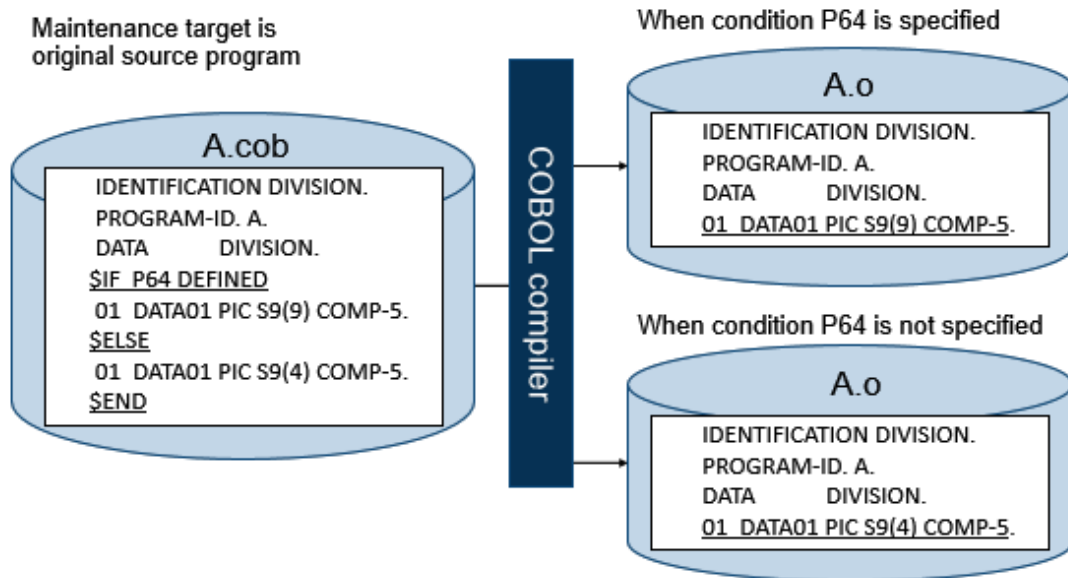 Maintenance target is
original source program
A.cob
IDENTIFICATION DIVISION.
PROGRAM-ID. A.
DATA DIVISION.
$IF P64 DEFINED
01 DATA01 PIC S9(9) COMP-5.
$ELSE
01 DATA01 PIC S9(4) COMP-5.
$END
COBOL compiler
When condition P64 is specified
A.o
IDENTIFICATION DIVISION.
PROGRAM-ID. A.
DATA DIVISION.
01 DATA01 PIC S9(9) COMP-5.
When condition P64 is not specified
A.o
IDENTIFICATION DIVISION.
PROGRAM-ID. A.
DATA DIVISION.
01 DATA01 PIC S9(4) COMP-5.